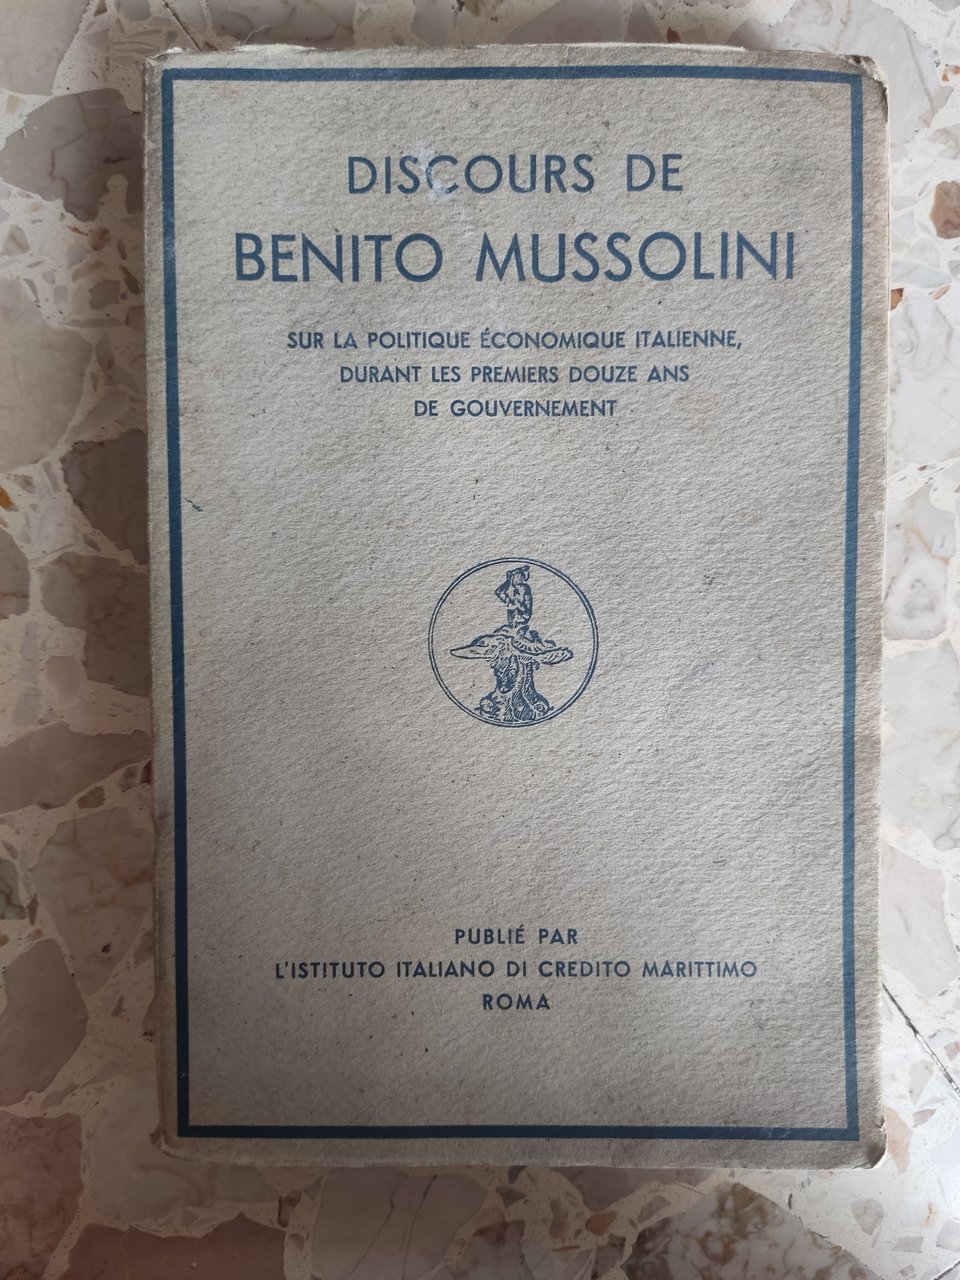 DISCOURS DE
BENITO MUSSOLINI
SUR LA POLITIQUE ÉCONOMIQUE ITALIENNE,
DURANT LES PREMIERS DOUZE ANS
DE GOUVERNEMENT
PUBLIÉ PAR
L'ISTITUTO ITALIANO DI CREDITO MARITTIMO
ROMA